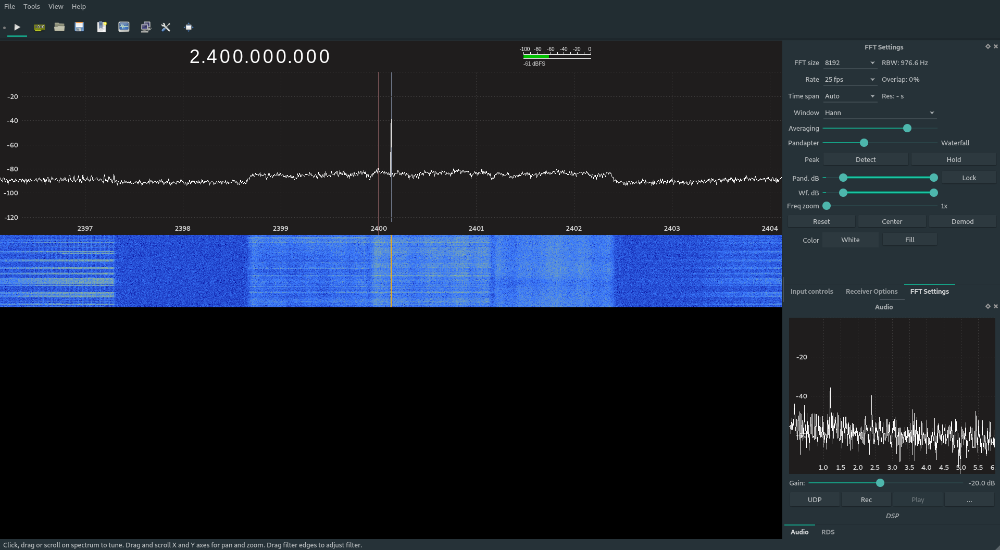 File Tools View Help
2.400.000.000
-100 -80 -60 -40 -20 0
-61 dBFS
-20
-40
-60
-80
-100
-120
2397 2398 2399 2400 2401 2402 2403 2404
FFT Settings
FFT size 8192 RBW: 976.6 Hz
Rate 25 fps Overlap: 0%
Time span Auto Res: - s
Window Hann
Averaging
Pandapter Waterfall
Peak Detect Hold
Pand. dB Lock
Wf. dB
Freq zoom 1x
Reset Center Demod
Color White Fill
Input controls Receiver Options FFT Settings
Audio
-20
-40
1.0 1.5 2.0 2.5 3.0 3.5 4.0 4.5 5.0 5.5 6.
Gain: -20.0 dB
UDP Rec Play ...
DSP
Audio RDS
Click, drag or scroll on spectrum to tune. Drag and scroll X and Y axes for pan and zoom. Drag filter edges to adjust filter.